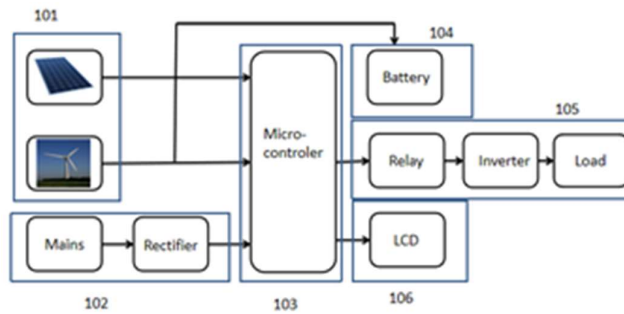 101
104
Battery
105
Micro-
controler
Relay
Inverter
Load
Mains
Rectifier
LCD
102
103
106